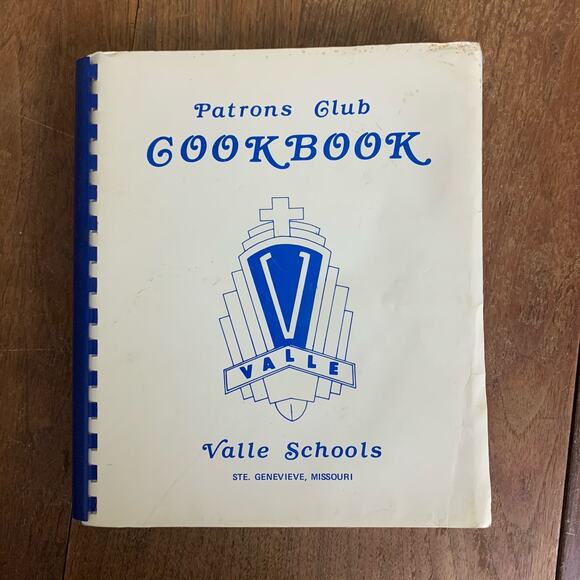 Patrons Club
COOKBOOK
V
VALLE
Valle Schools
STE. GENEVIEVE, MISSOURI